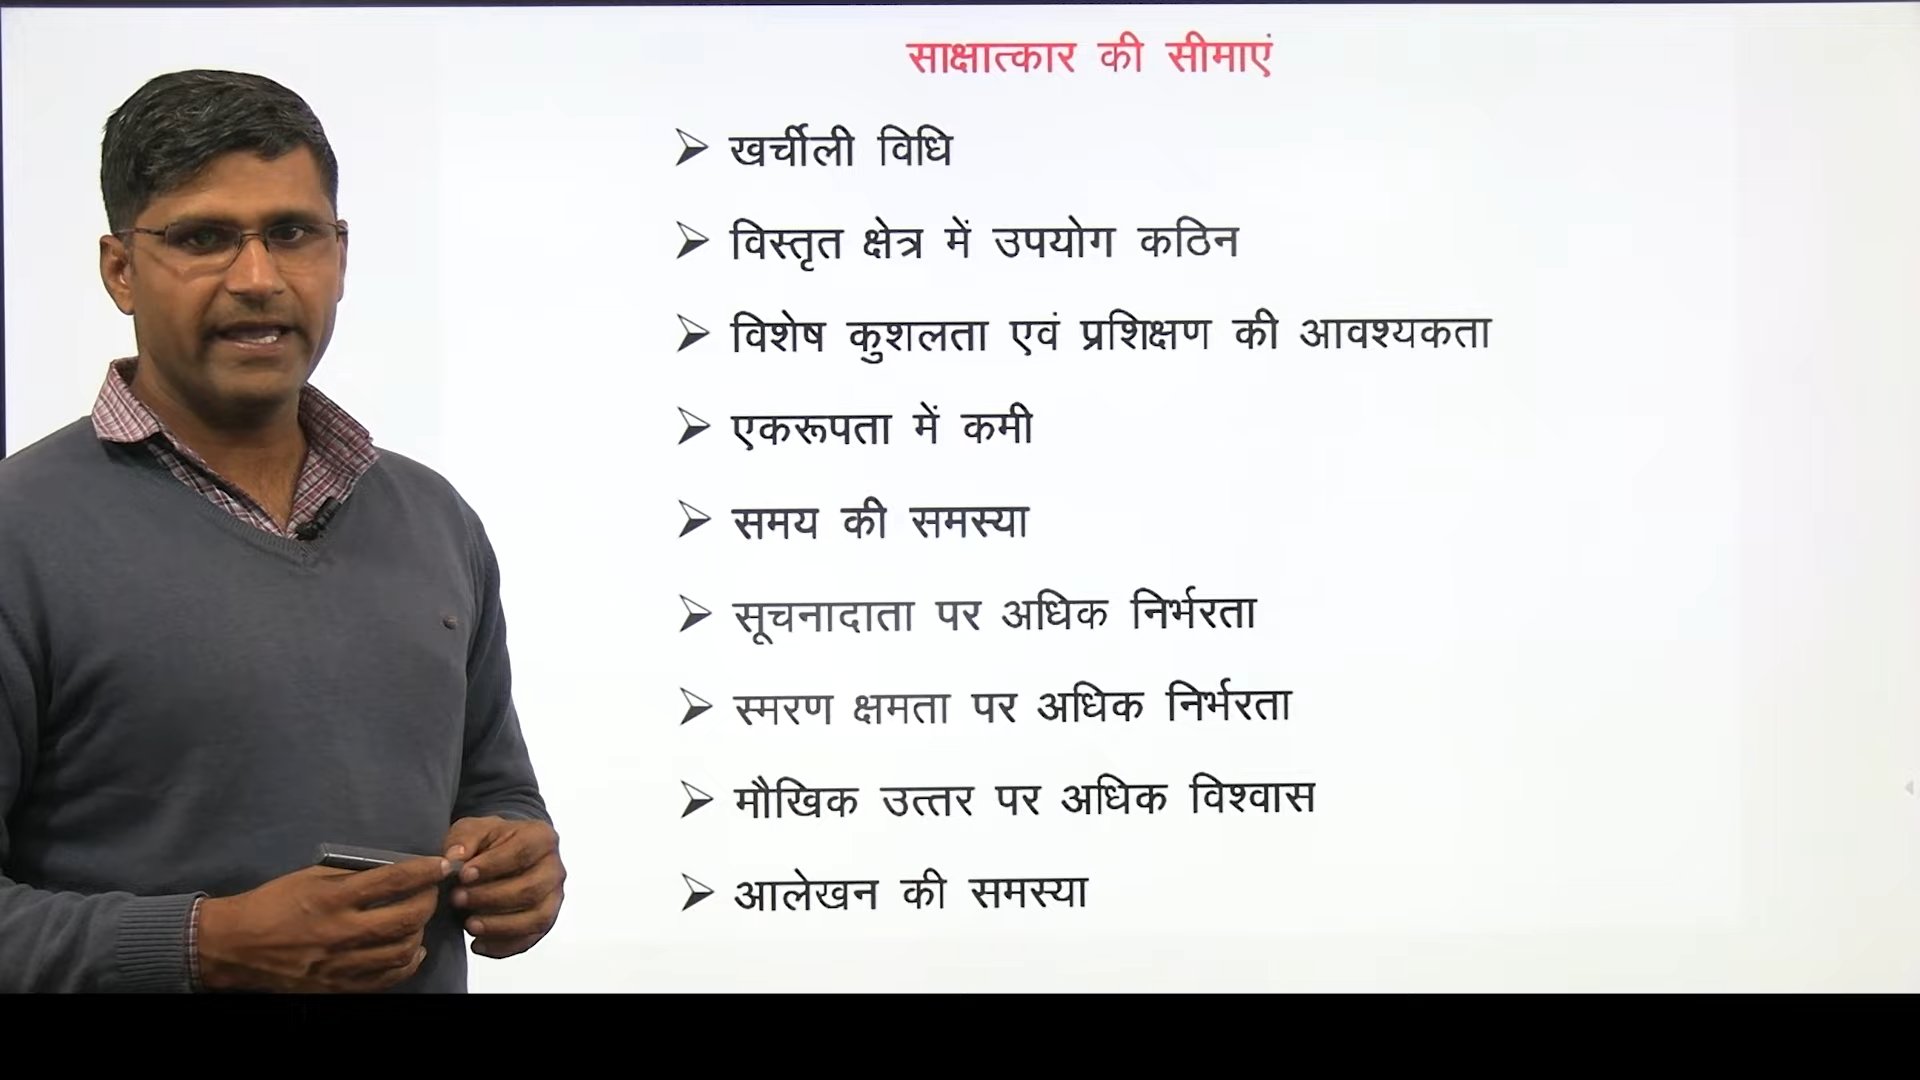 साक्षात्कार की सीमाएं
खर्चीली विधि
विस्तृत क्षेत्र में उपयोग कठिन
विशेष कुशलता एवं प्रशिक्षण की आवश्यकता
एकरूपता में कमी
समय की समस्या
सूचनादाता पर अधिक निर्भरता
स्मरण क्षमता पर अधिक निर्भरता
मौखिक उत्तर पर अधिक विश्वास
आलेखन की समस्या